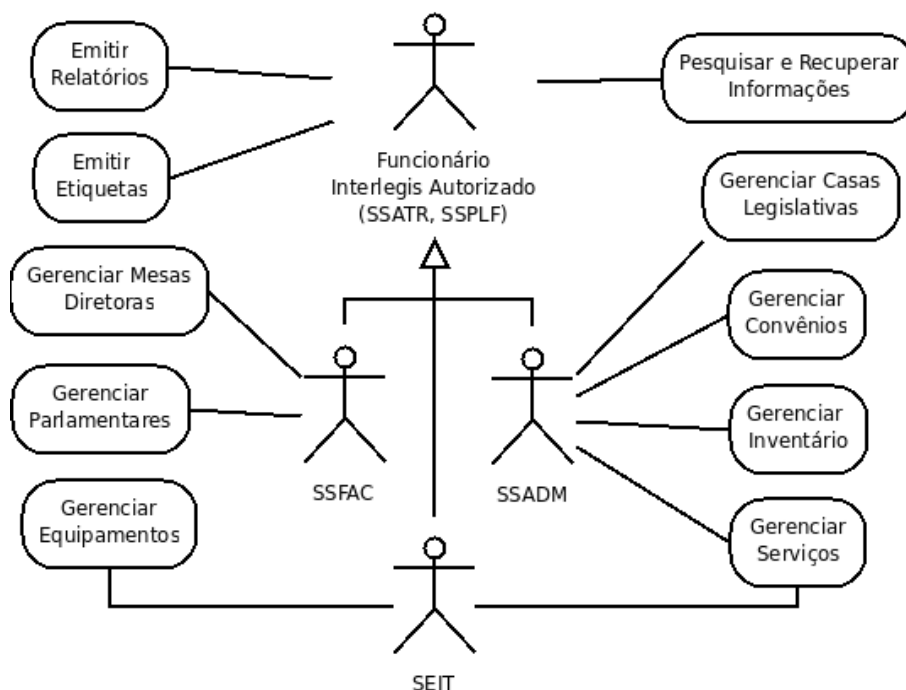 Emitir
Relatórios
Pesquisar e Recuperar
Informações
Emitir
Etiquetas
Funcionário
Interlegis Autorizado
(SSATR, SSPLF)
Gerenciar Casas
Legislativas
Gerenciar Mesas
Diretoras
Gerenciar
Convênios
Gerenciar
Parlamentares
Gerenciar
Inventário
SSFAC
SSADM
Gerenciar
Equipamentos
Gerenciar
Serviços
SEIT